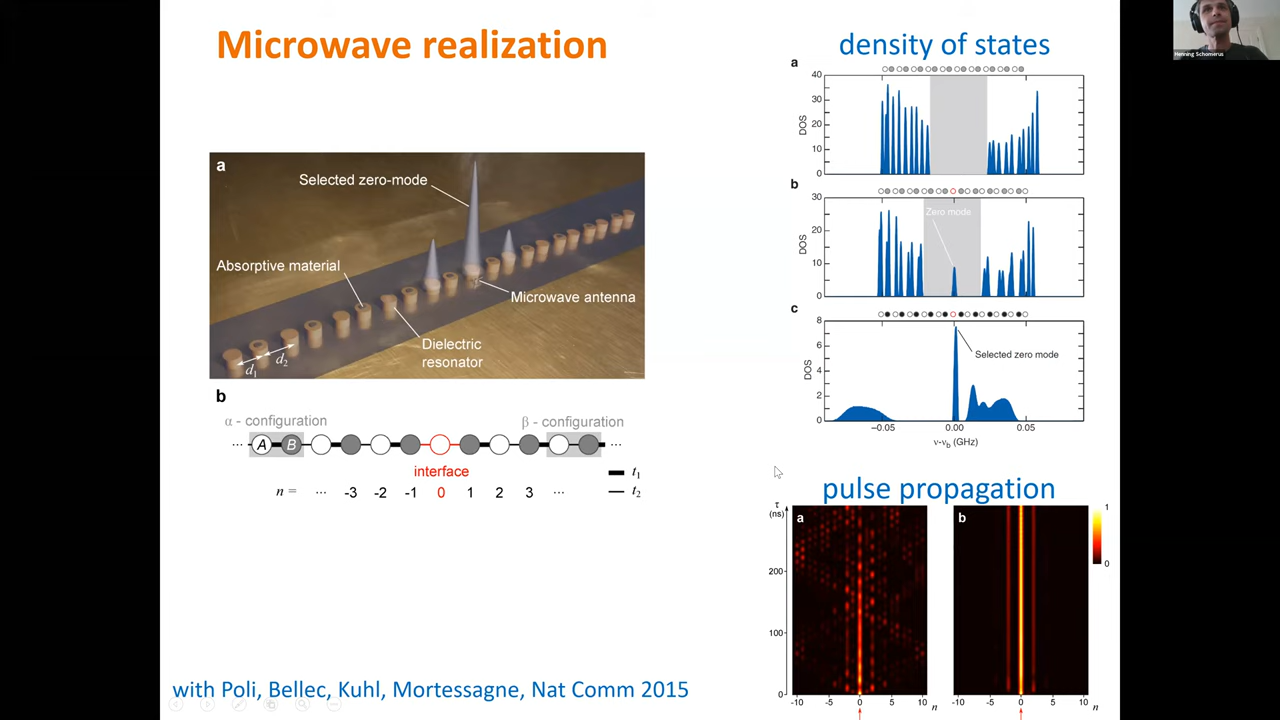 Microwave realization
a
Selected zero-mode
Absorptive material
Microwave antenna
Dielectric
resonator
d1
d2
b
α - configuration
β - configuration
... A B ...
interface
t1
t2
n = ... -3 -2 -1 0 1 2 3 ...
with Poli, Bellec, Kuhl, Mortessagne, Nat Comm 2015
density of states
a
40
30
20
10
0
DOS
b
30
20
10
0
DOS
Zero mode
c
8
6
4
2
0
DOS
Selected zero mode
−0.05 0.00 0.05
ν-νb (GHz)
pulse propagation
τ
(ns)
200
100
0
a
-10 -5 0 5 10 n
b
-10 -5 0 5 10 n
1
0
Henning Schomerus